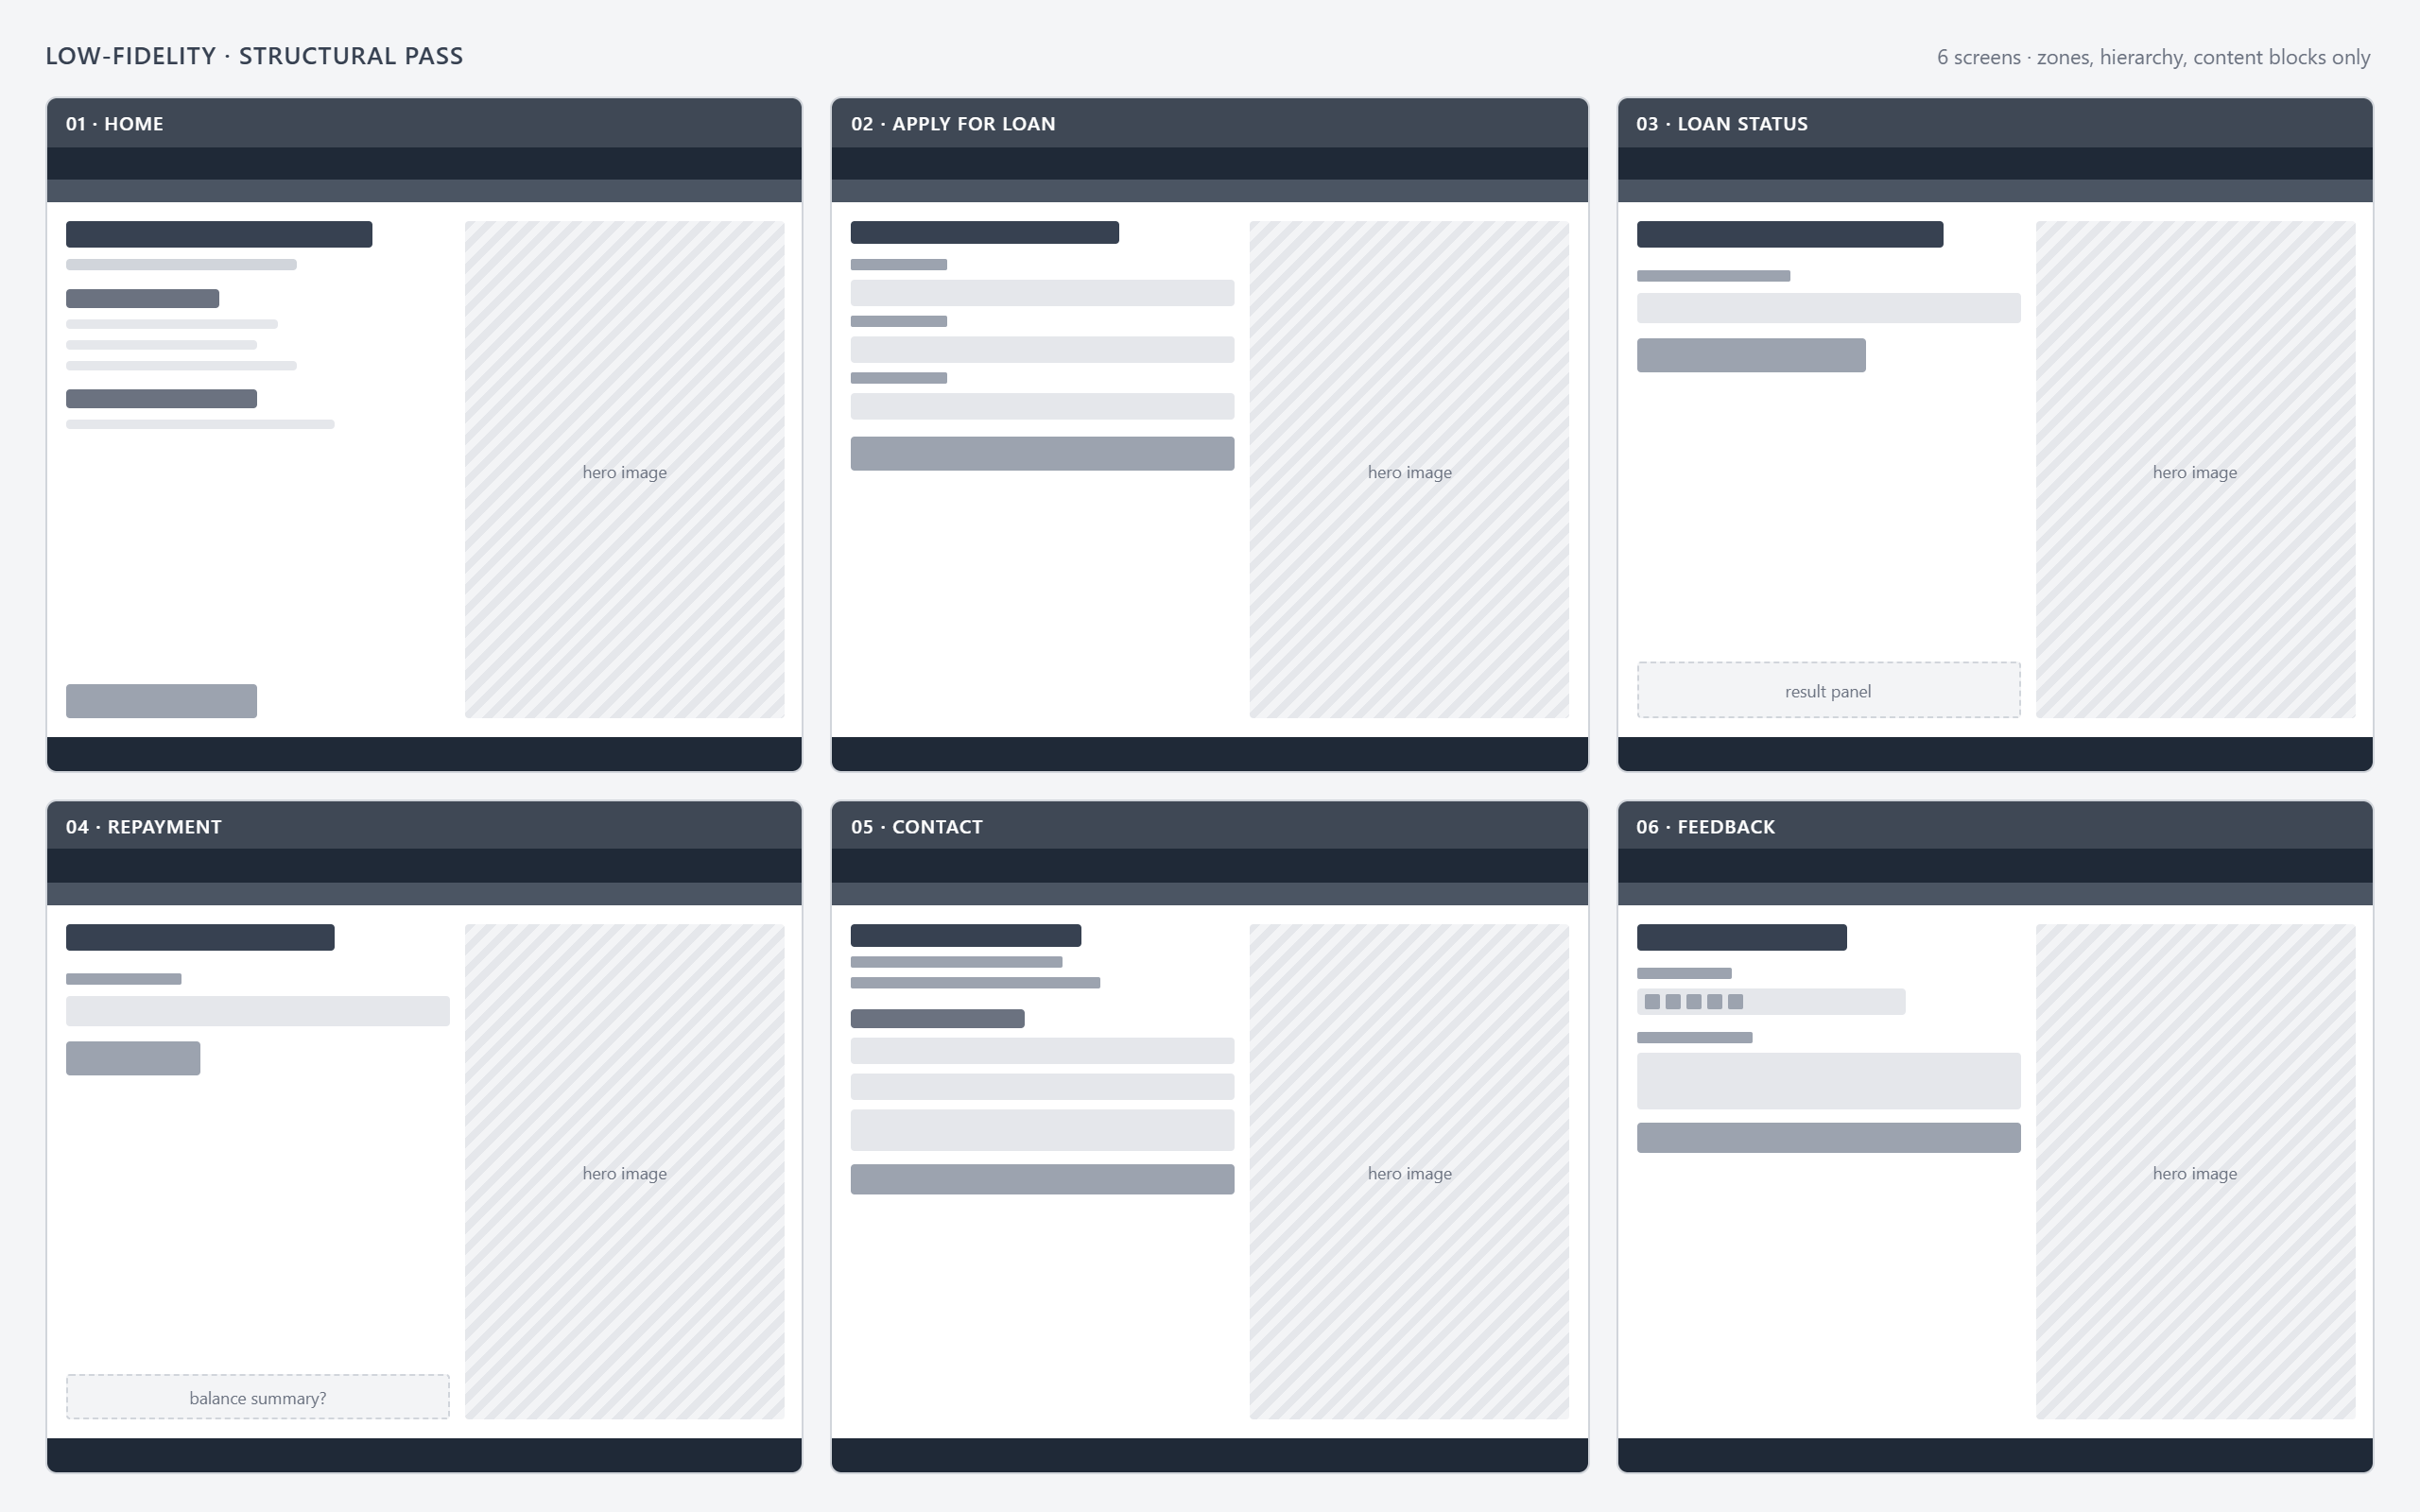 LOW-FIDELITY · STRUCTURAL PASS
6 screens · zones, hierarchy, content blocks only
01 · HOME
hero image
02 · APPLY FOR LOAN
hero image
03 · LOAN STATUS
hero image
result panel
04 · REPAYMENT
hero image
balance summary?
05 · CONTACT
hero image
06 · FEEDBACK
hero image